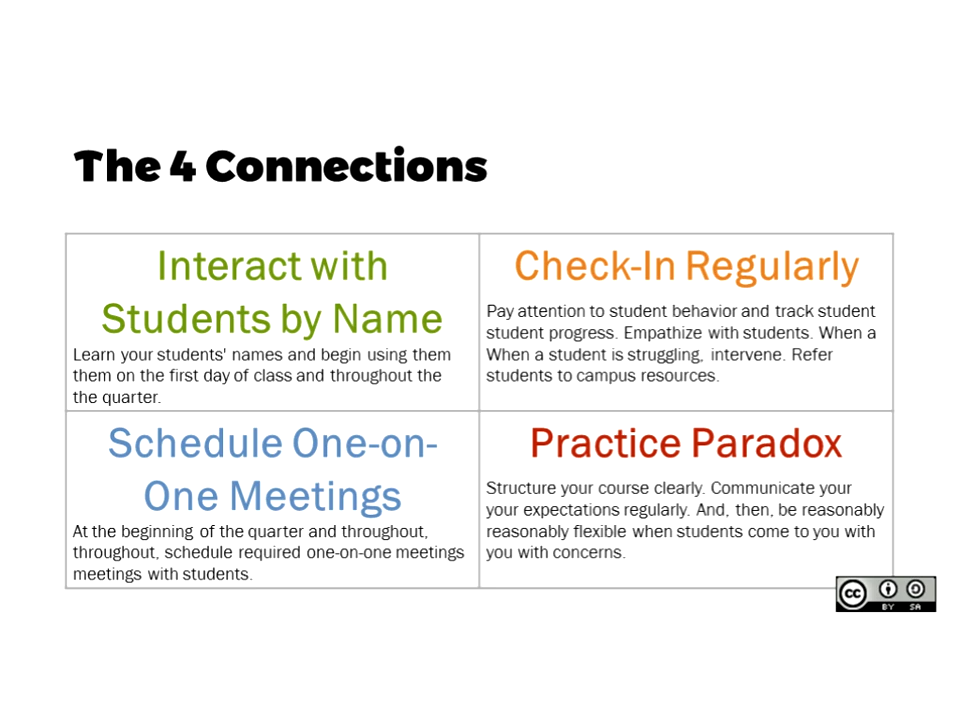 The 4 Connections
Interact with
Students by Name
Learn your students' names and begin using them
them on the first day of class and throughout the
the quarter.
Check-In Regularly
Pay attention to student behavior and track student
student progress. Empathize with students. When a
When a student is struggling, intervene. Refer
students to campus resources.
Schedule One-on-
One Meetings
At the beginning of the quarter and throughout,
throughout, schedule required one-on-one meetings
meetings with students.
Practice Paradox
Structure your course clearly. Communicate your
your expectations regularly. And, then, be reasonably
reasonably flexible when students come to you with
you with concerns.
cc
BY SA